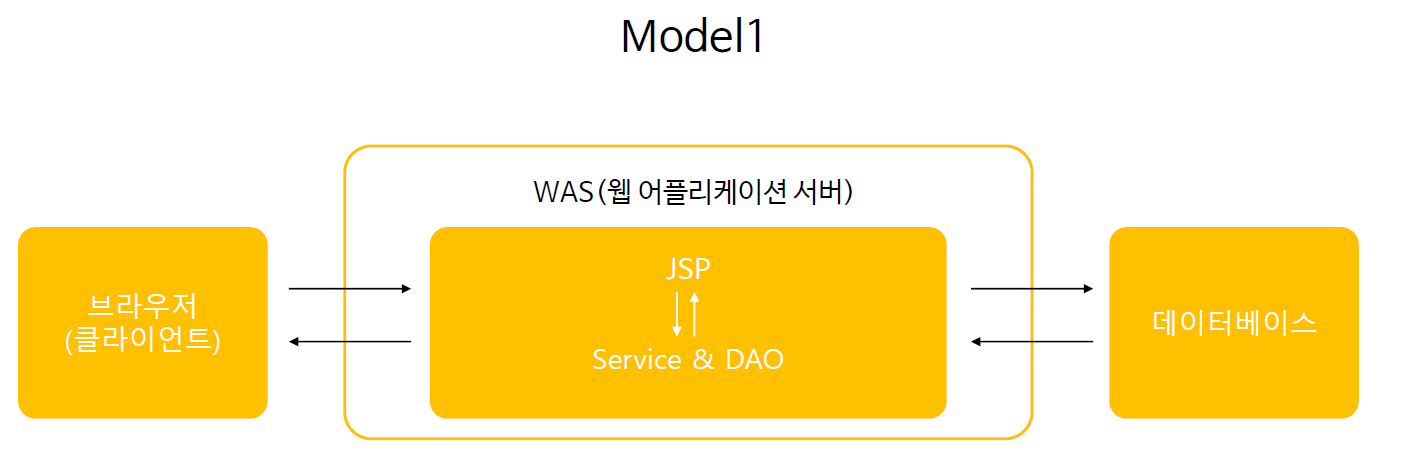 Model1
WAS(웹 어플리케이션 서버)
브라우저
(클라이언트)
JSP
Service & DAO
데이터베이스